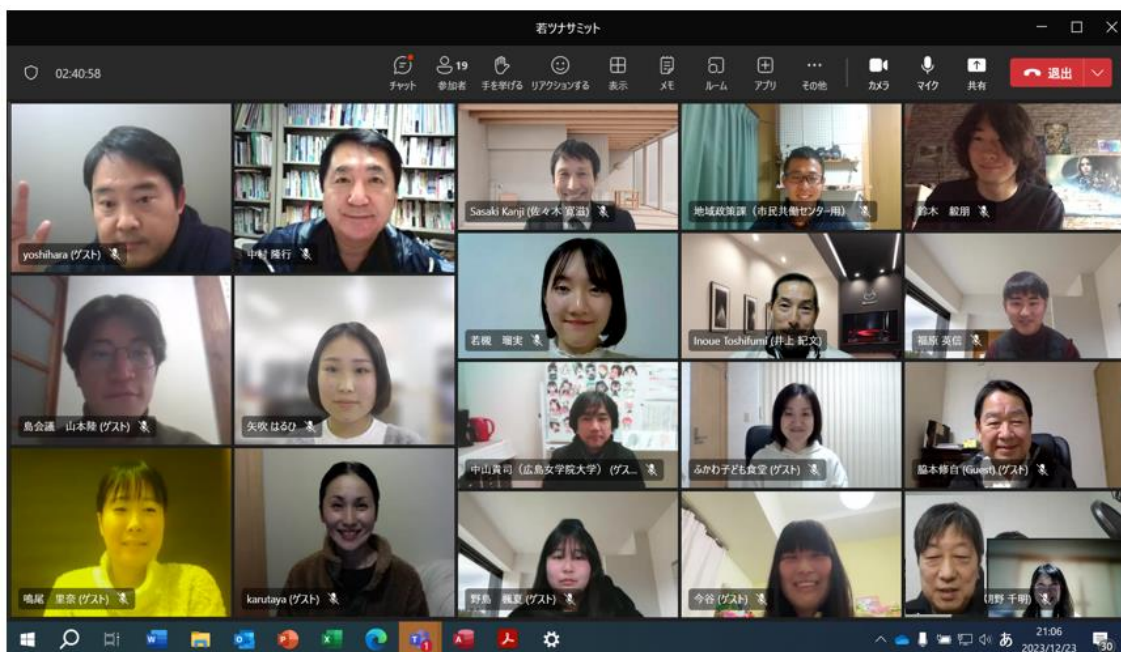 若ツナサミット
02:40:58
チャット
19
参加者
手を挙げる
リアクションする
表示
メモ
ルーム
アプリ
その他
カメラ
マイク
共有
退出
yoshihara (ゲスト)
中村 隆行
Sasaki Kanji (佐々木 寛滋)
地域政策課（市民共働センター用）
鈴木 毅朋
島会議 山本陸 (ゲスト)
矢吹 はるひ
若槻 瑠実
Inoue Toshifumi (井上 紀文)
福原 英信
中山貴司（広島女学院大学） (ゲス...
ふかわ子ども食堂 (ゲスト)
脇本修自 (Guest) (ゲスト)
鳴尾 里奈 (ゲスト)
karutaya (ゲスト)
野島 楓夏 (ゲスト)
今谷 (ゲスト)
野 千明)
あ
21:06
2023/12/23
30